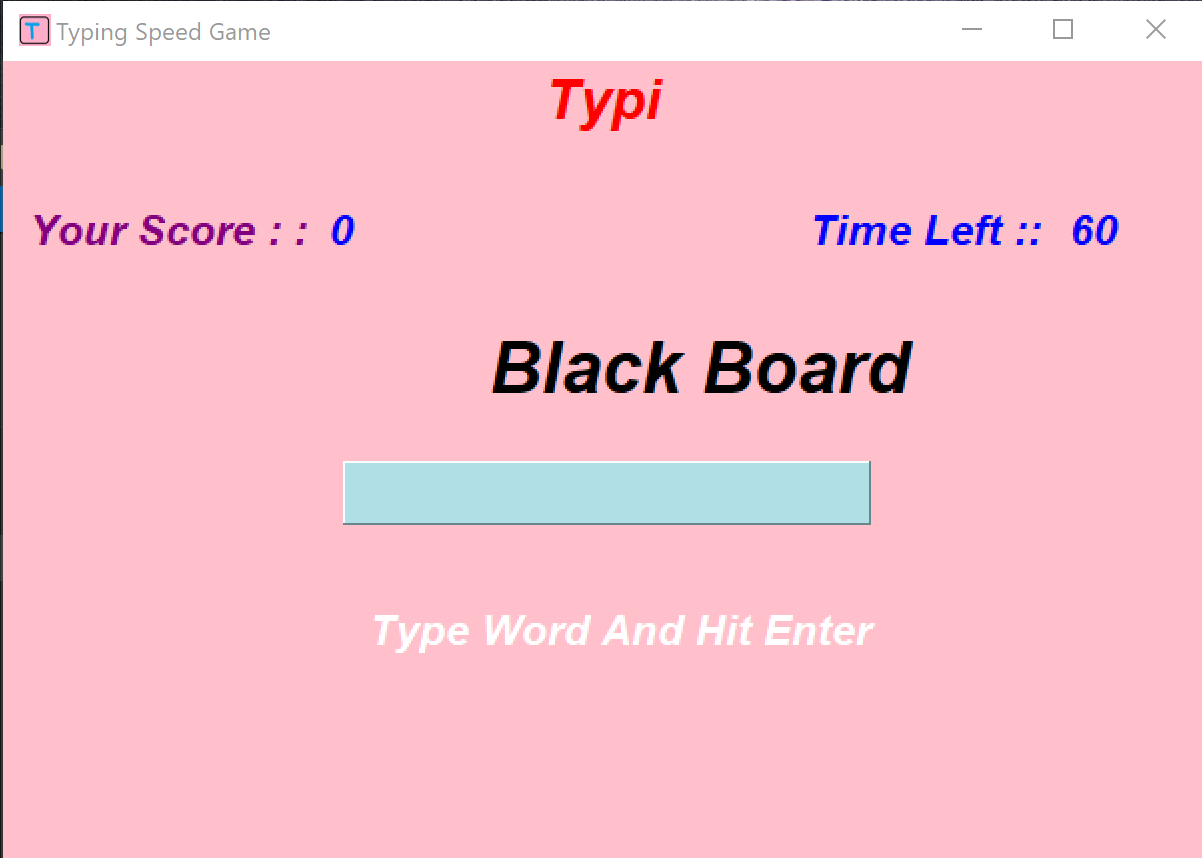 T Typing Speed Game
Typi
Your Score : : 0 Time Left :: 60
Black Board
Type Word And Hit Enter